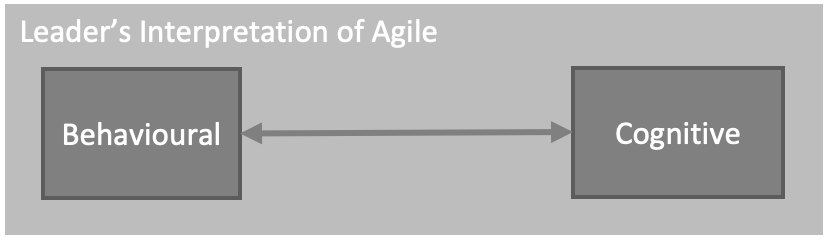 Leader’s Interpretation of Agile
Behavioural
Cognitive